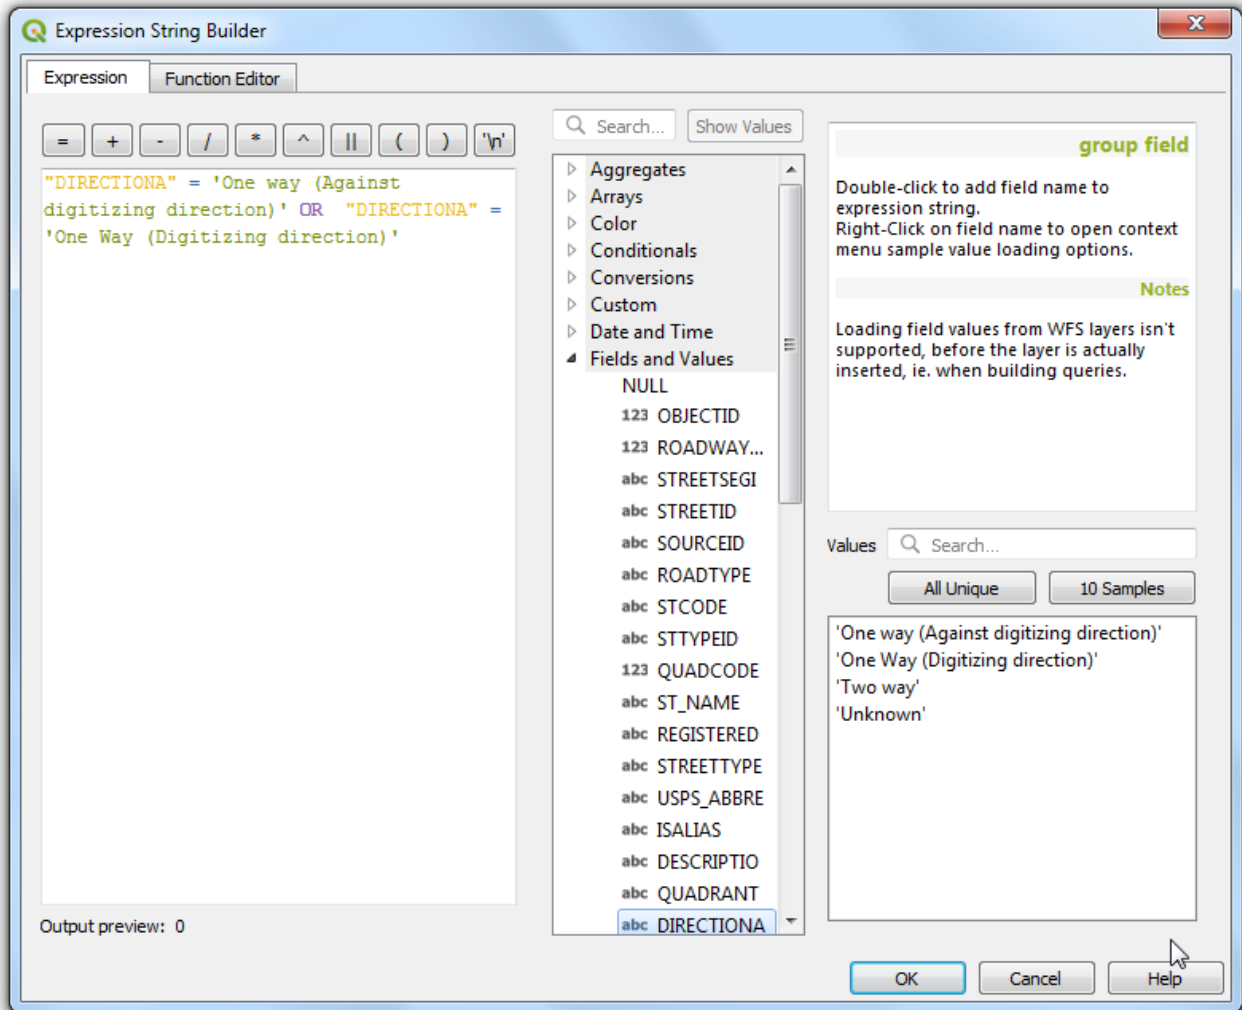 Expression String Builder
Expression
Function Editor
= + - / * ^ || ( ) '\n'
"DIRECTIONA" = 'One way (Against
digitizing direction)' OR "DIRECTIONA" =
'One Way (Digitizing direction)'
Output preview: 0
Search...
Show Values
Aggregates
Arrays
Color
Conditionals
Conversions
Custom
Date and Time
Fields and Values
NULL
123 OBJECTID
123 ROADWAY...
abc STREETSEGI
abc STREETID
abc SOURCEID
abc ROADTYPE
abc STCODE
abc STTYPEID
123 QUADCODE
abc ST_NAME
abc REGISTERED
abc STREETTYPE
abc USPS_ABBRE
abc ISALIAS
abc DESCRIPTIO
abc QUADRANT
abc DIRECTIONA
group field
Double-click to add field name to
expression string.
Right-Click on field name to open context
menu sample value loading options.
Notes
Loading field values from WFS layers isn't
supported, before the layer is actually
inserted, ie. when building queries.
Values
Search...
All Unique
10 Samples
'One way (Against digitizing direction)'
'One Way (Digitizing direction)'
'Two way'
'Unknown'
OK
Cancel
Help